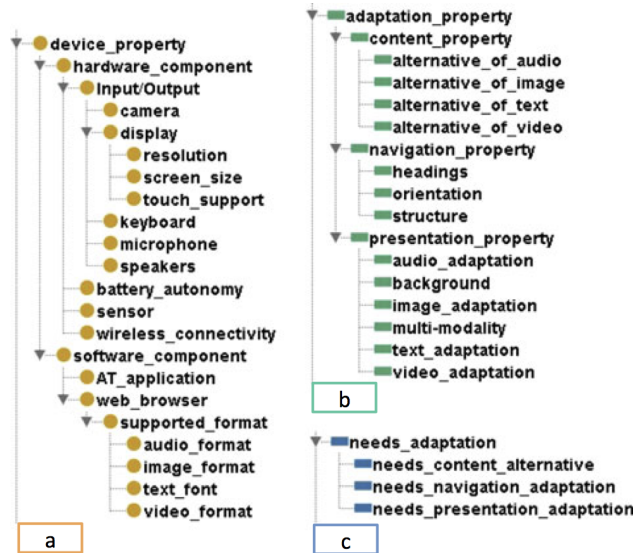 device_property
hardware_component
Input/Output
camera
display
resolution
screen_size
touch_support
keyboard
microphone
speakers
battery_autonomy
sensor
wireless_connectivity
software_component
AT_application
web_browser
supported_format
audio_format
image_format
text_font
video_format
a
adaptation_property
content_property
alternative_of_audio
alternative_of_image
alternative_of_text
alternative_of_video
navigation_property
headings
orientation
structure
presentation_property
audio_adaptation
background
image_adaptation
multi-modality
text_adaptation
video_adaptation
b
needs_adaptation
needs_content_alternative
needs_navigation_adaptation
needs_presentation_adaptation
c